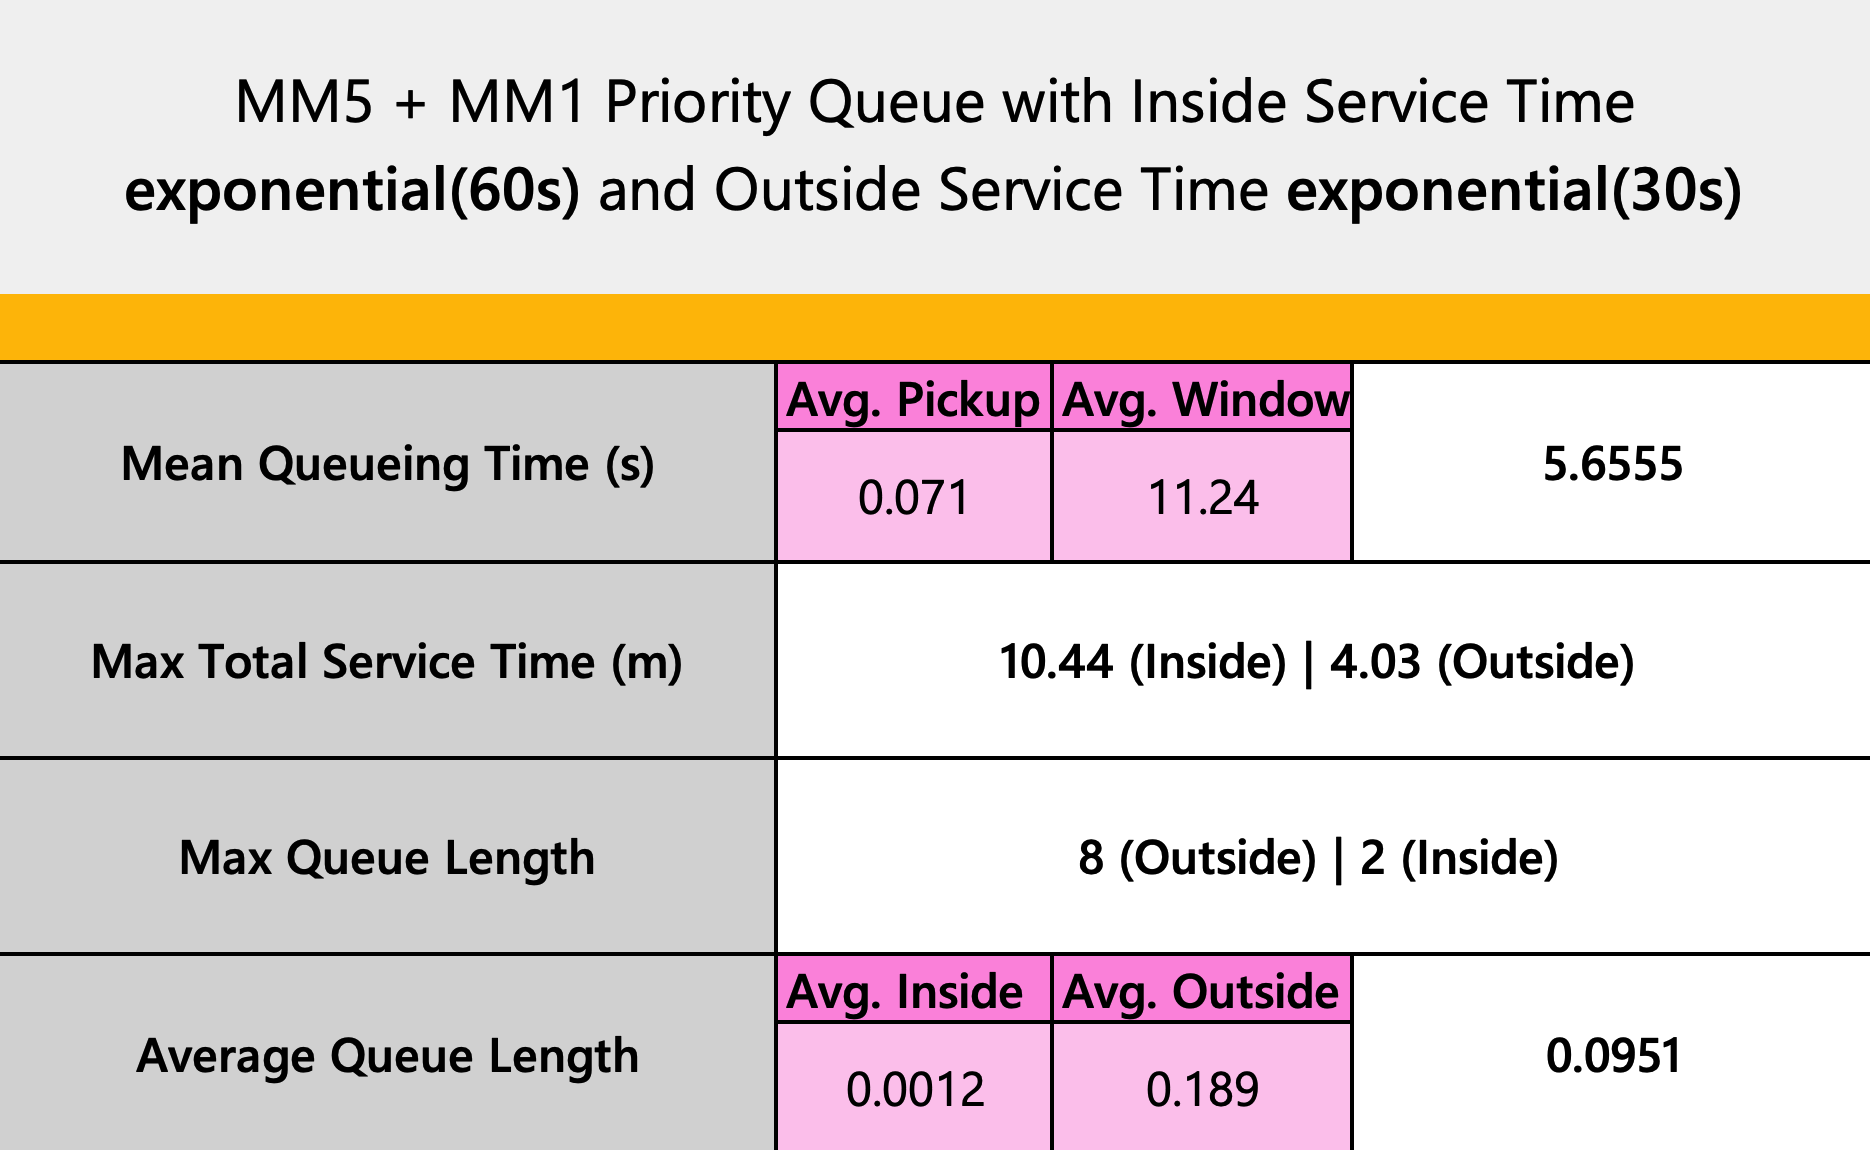 MM5 + MM1 Priority Queue with Inside Service Time
exponential(60s) and Outside Service Time exponential(30s)
Mean Queueing Time (s)
Avg. Pickup
Avg. Window
0.071
11.24
5.6555
Max Total Service Time (m)
10.44 (Inside) | 4.03 (Outside)
Max Queue Length
8 (Outside) | 2 (Inside)
Average Queue Length
Avg. Inside
Avg. Outside
0.0012
0.189
0.0951